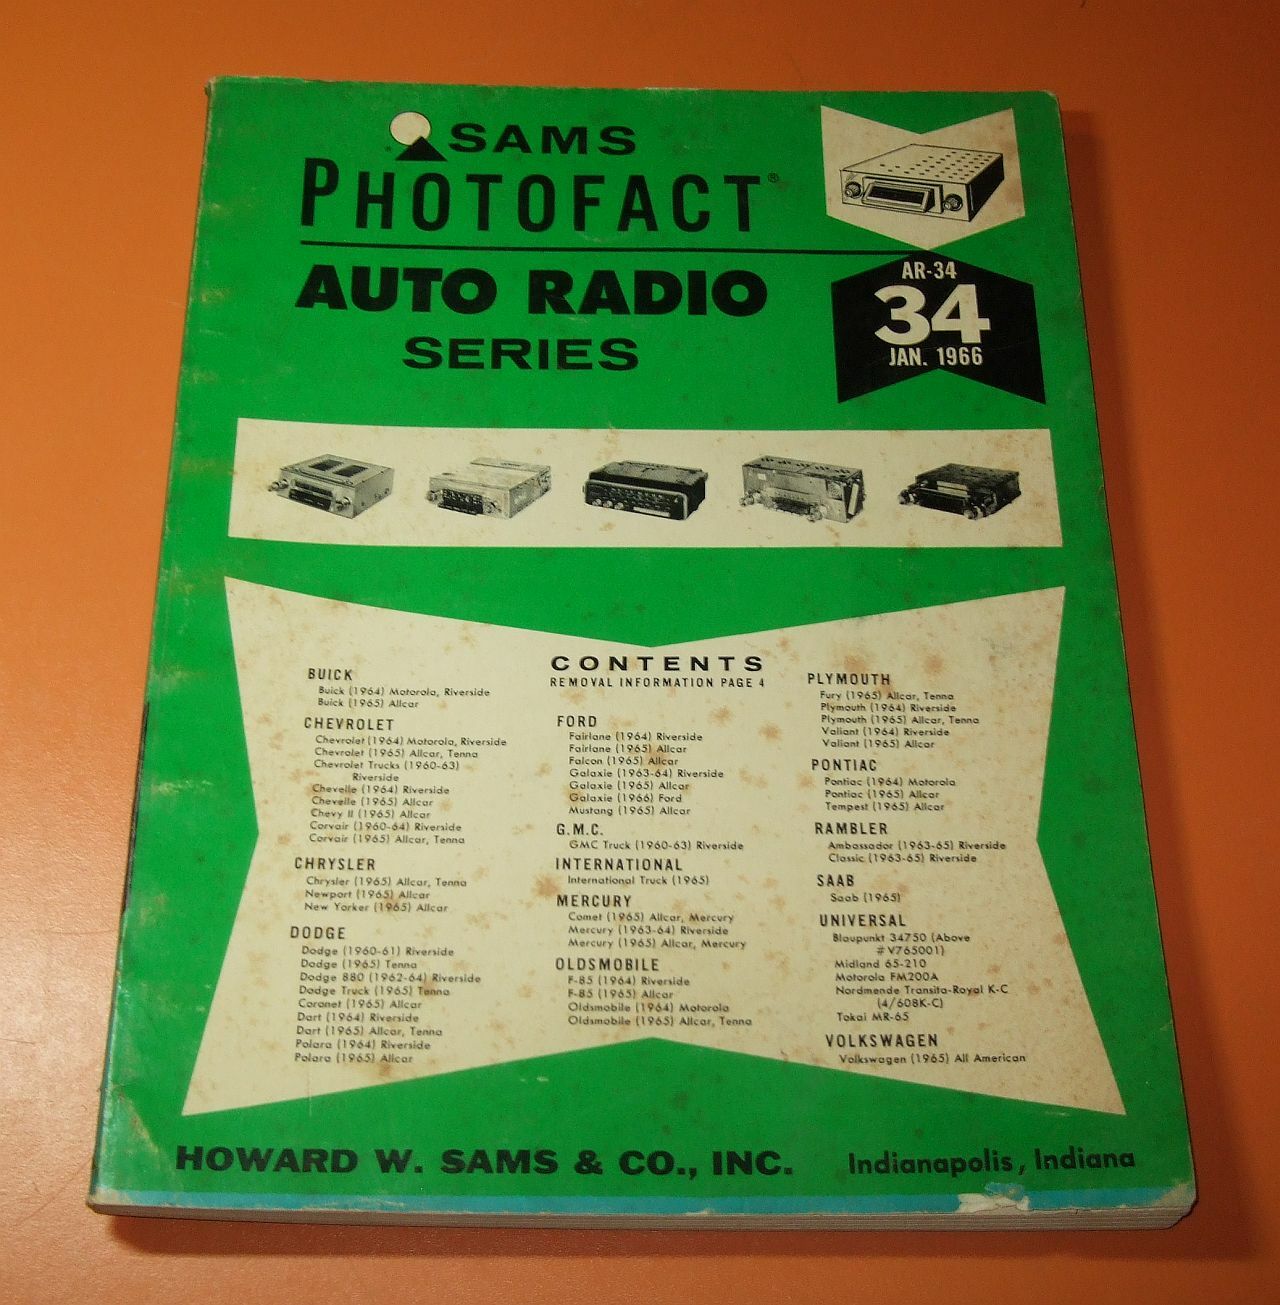 SAMS
PHOTOFACT®
AUTO RADIO
SERIES
AR-34
34
JAN. 1966
CONTENTS
REMOVAL INFORMATION PAGE 4
BUICK
Buick (1964) Motorola, Riverside
Buick (1965) Allcar
CHEVROLET
Chevrolet (1964) Motorola, Riverside
Chevrolet (1965) Allcar, Tenna
Chevrolet Trucks (1960-63)
Riverside
Chevelle (1964) Riverside
Chevelle (1965) Allcar
Chevy II (1965) Allcar
Corvair (1960-64) Riverside
Corvair (1965) Allcar, Tenna
CHRYSLER
Chrysler (1965) Allcar, Tenna
Newport (1965) Allcar
New Yorker (1965) Allcar
DODGE
Dodge (1960-61) Riverside
Dodge (1965) Tenna
Dodge 880 (1962-64) Riverside
Dodge Truck (1965) Tenna
Coronet (1965) Allcar
Dart (1964) Riverside
Dart (1965) Allcar, Tenna
Polara (1964) Riverside
Polara (1965) Allcar
FORD
Fairlane (1964) Riverside
Fairlane (1965) Allcar
Falcon (1965) Allcar
Galaxie (1963-64) Riverside
Galaxie (1965) Allcar
Galaxie (1966) Ford
Mustang (1965) Allcar
G.M.C.
GMC Truck (1960-63) Riverside
INTERNATIONAL
International Truck (1965)
MERCURY
Comet (1965) Allcar, Mercury
Mercury (1963-64) Riverside
Mercury (1965) Allcar, Mercury
OLDSMOBILE
F-85 (1964) Riverside
F-85 (1965) Allcar
Oldsmobile (1964) Motorola
Oldsmobile (1965) Allcar, Tenna
PLYMOUTH
Fury (1965) Allcar, Tenna
Plymouth (1964) Riverside
Plymouth (1965) Allcar, Tenna
Valiant (1964) Riverside
Valiant (1965) Allcar
PONTIAC
Pontiac (1964) Motorola
Pontiac (1965) Allcar
Tempest (1965) Allcar
RAMBLER
Ambassador (1963-65) Riverside
Classic (1963-65) Riverside
SAAB
Saab (1965)
UNIVERSAL
Blaupunkt 34750 (Above
#V765001)
Midland 65-210
Motorola FM200A
Nordmende Transita-Royal K-C
(4/608K-C)
Tokai MR-65
VOLKSWAGEN
Volkswagen (1965) All American
HOWARD W. SAMS & CO., INC. Indianapolis, Indiana